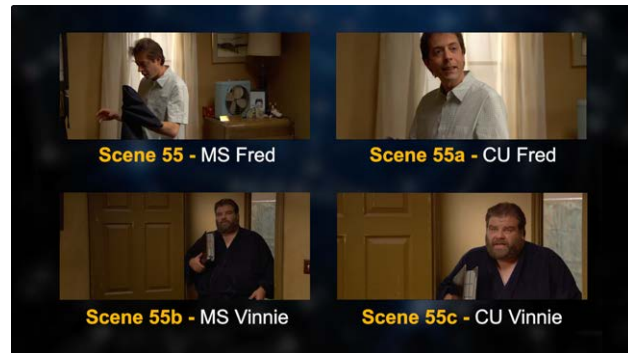 Scene 55 - MS Fred
Scene 55a - CU Fred
Scene 55b - MS Vinnie
Scene 55c - CU Vinnie